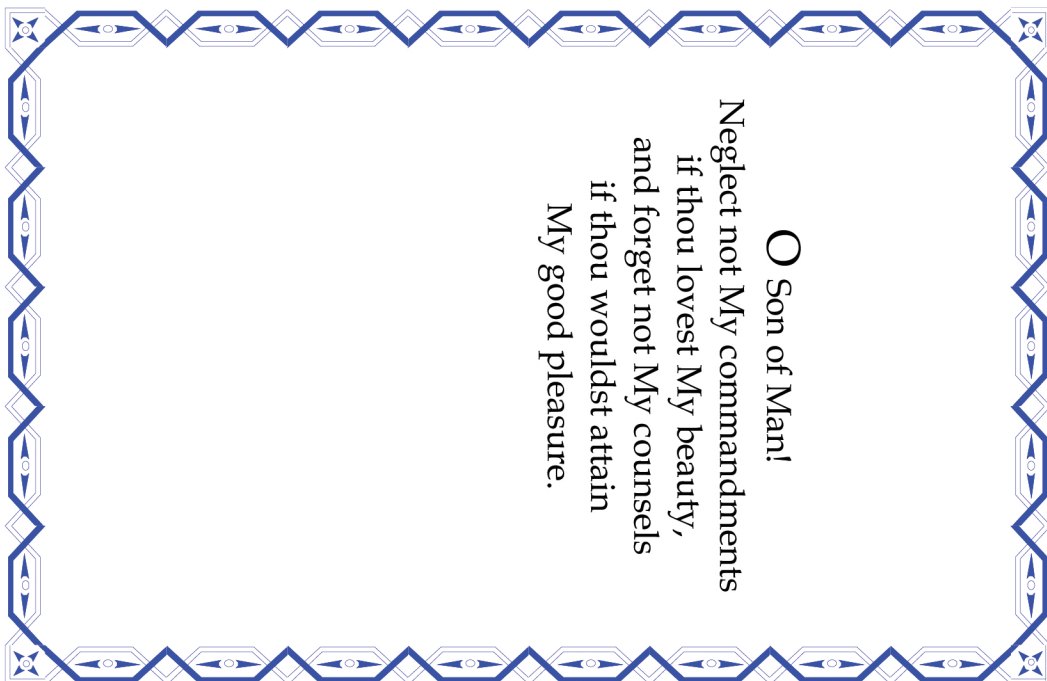 O Son of Man!
Neglect not My commandments
if thou lovest My beauty,
and forget not My counsels
if thou wouldst attain
My good pleasure.